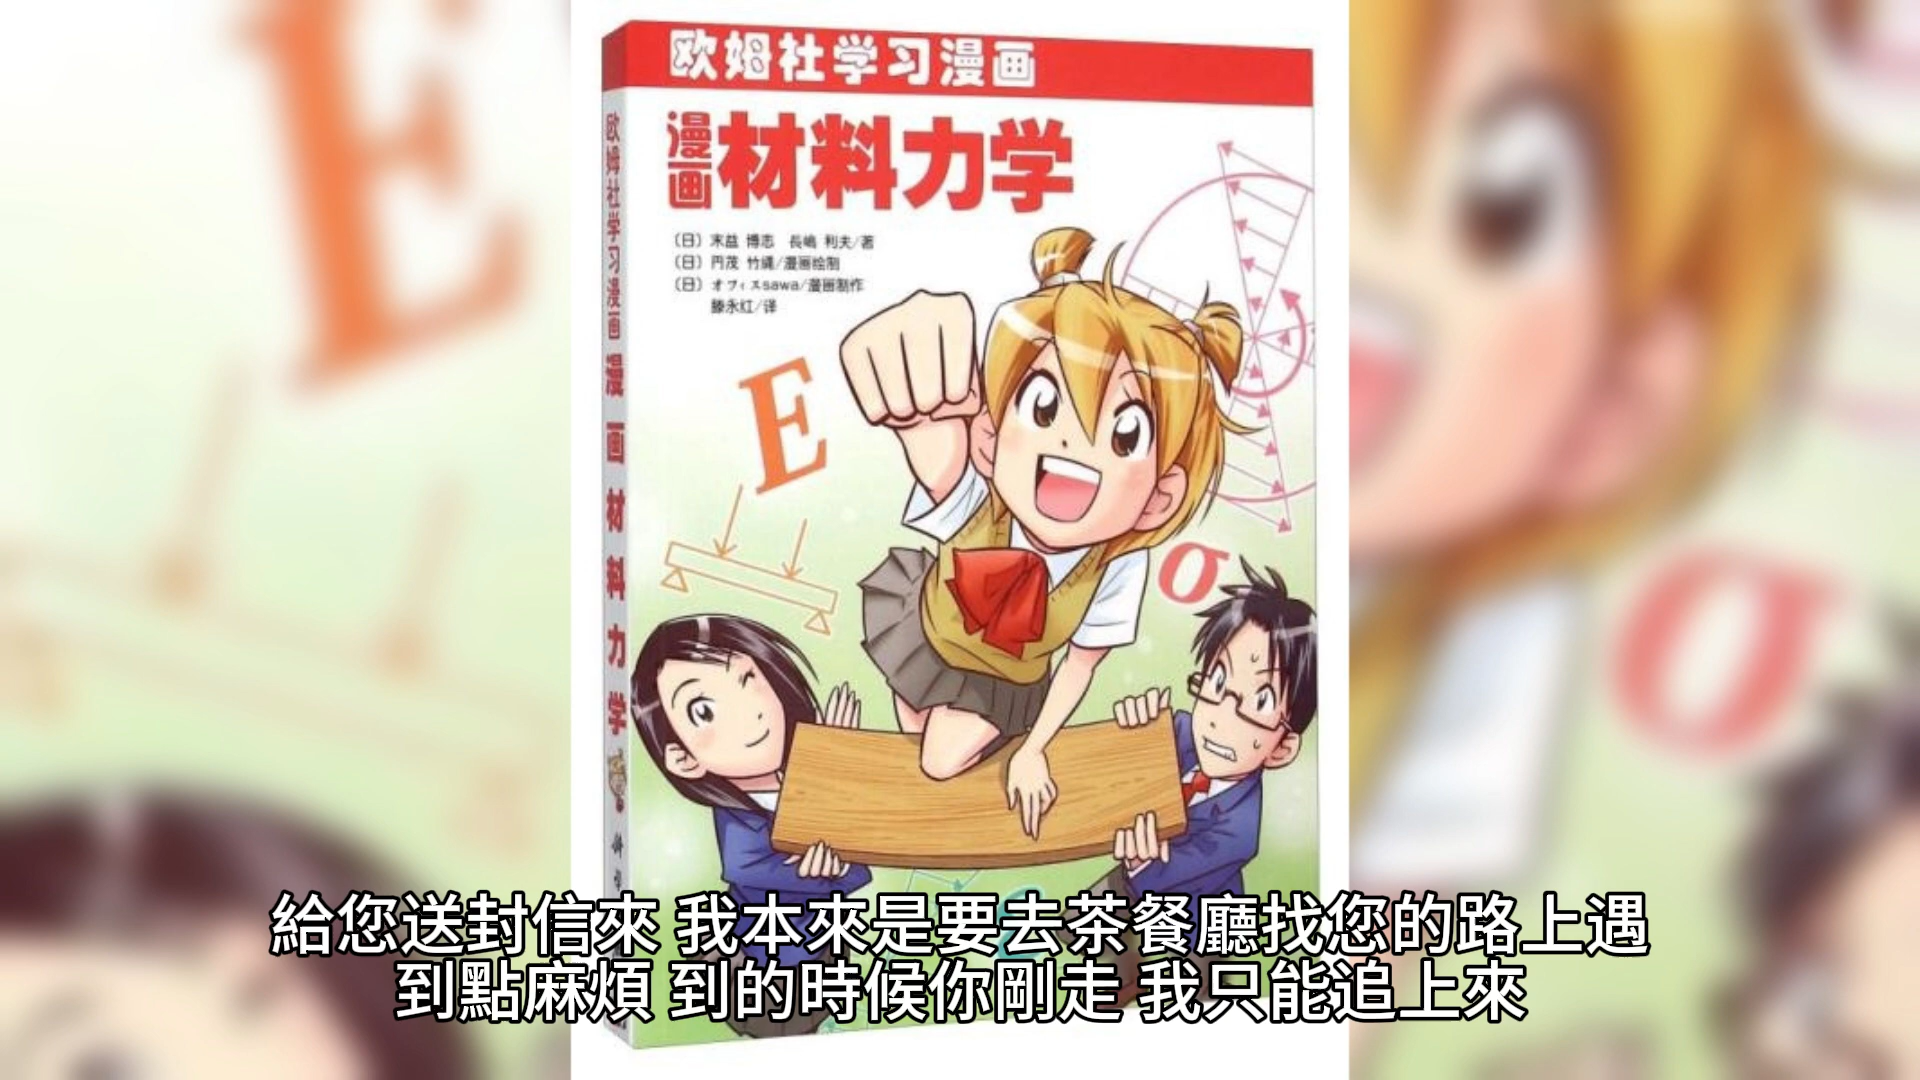 欧姆社学习漫画
漫画材料力学
〔日〕末益 博志 長嶋 利夫/著
〔日〕円茂 竹縄/漫画绘制
〔日〕オフィスsawa/漫画制作
滕永红/译
E
σ
欧姆社学习漫画 漫画材料力学
給您送封信來 我本來是要去茶餐廳找您的路上遇
到點麻煩 到的時候你剛走 我只能追上來